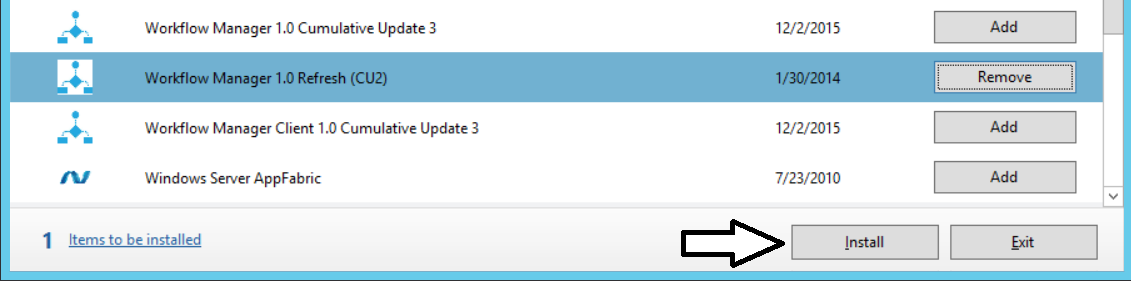 Workflow Manager 1.0 Cumulative Update 3 12/2/2015 Add
Workflow Manager 1.0 Refresh (CU2) 1/30/2014 Remove
Workflow Manager Client 1.0 Cumulative Update 3 12/2/2015 Add
Windows Server AppFabric 7/23/2010 Add
1 Items to be installed Install Exit